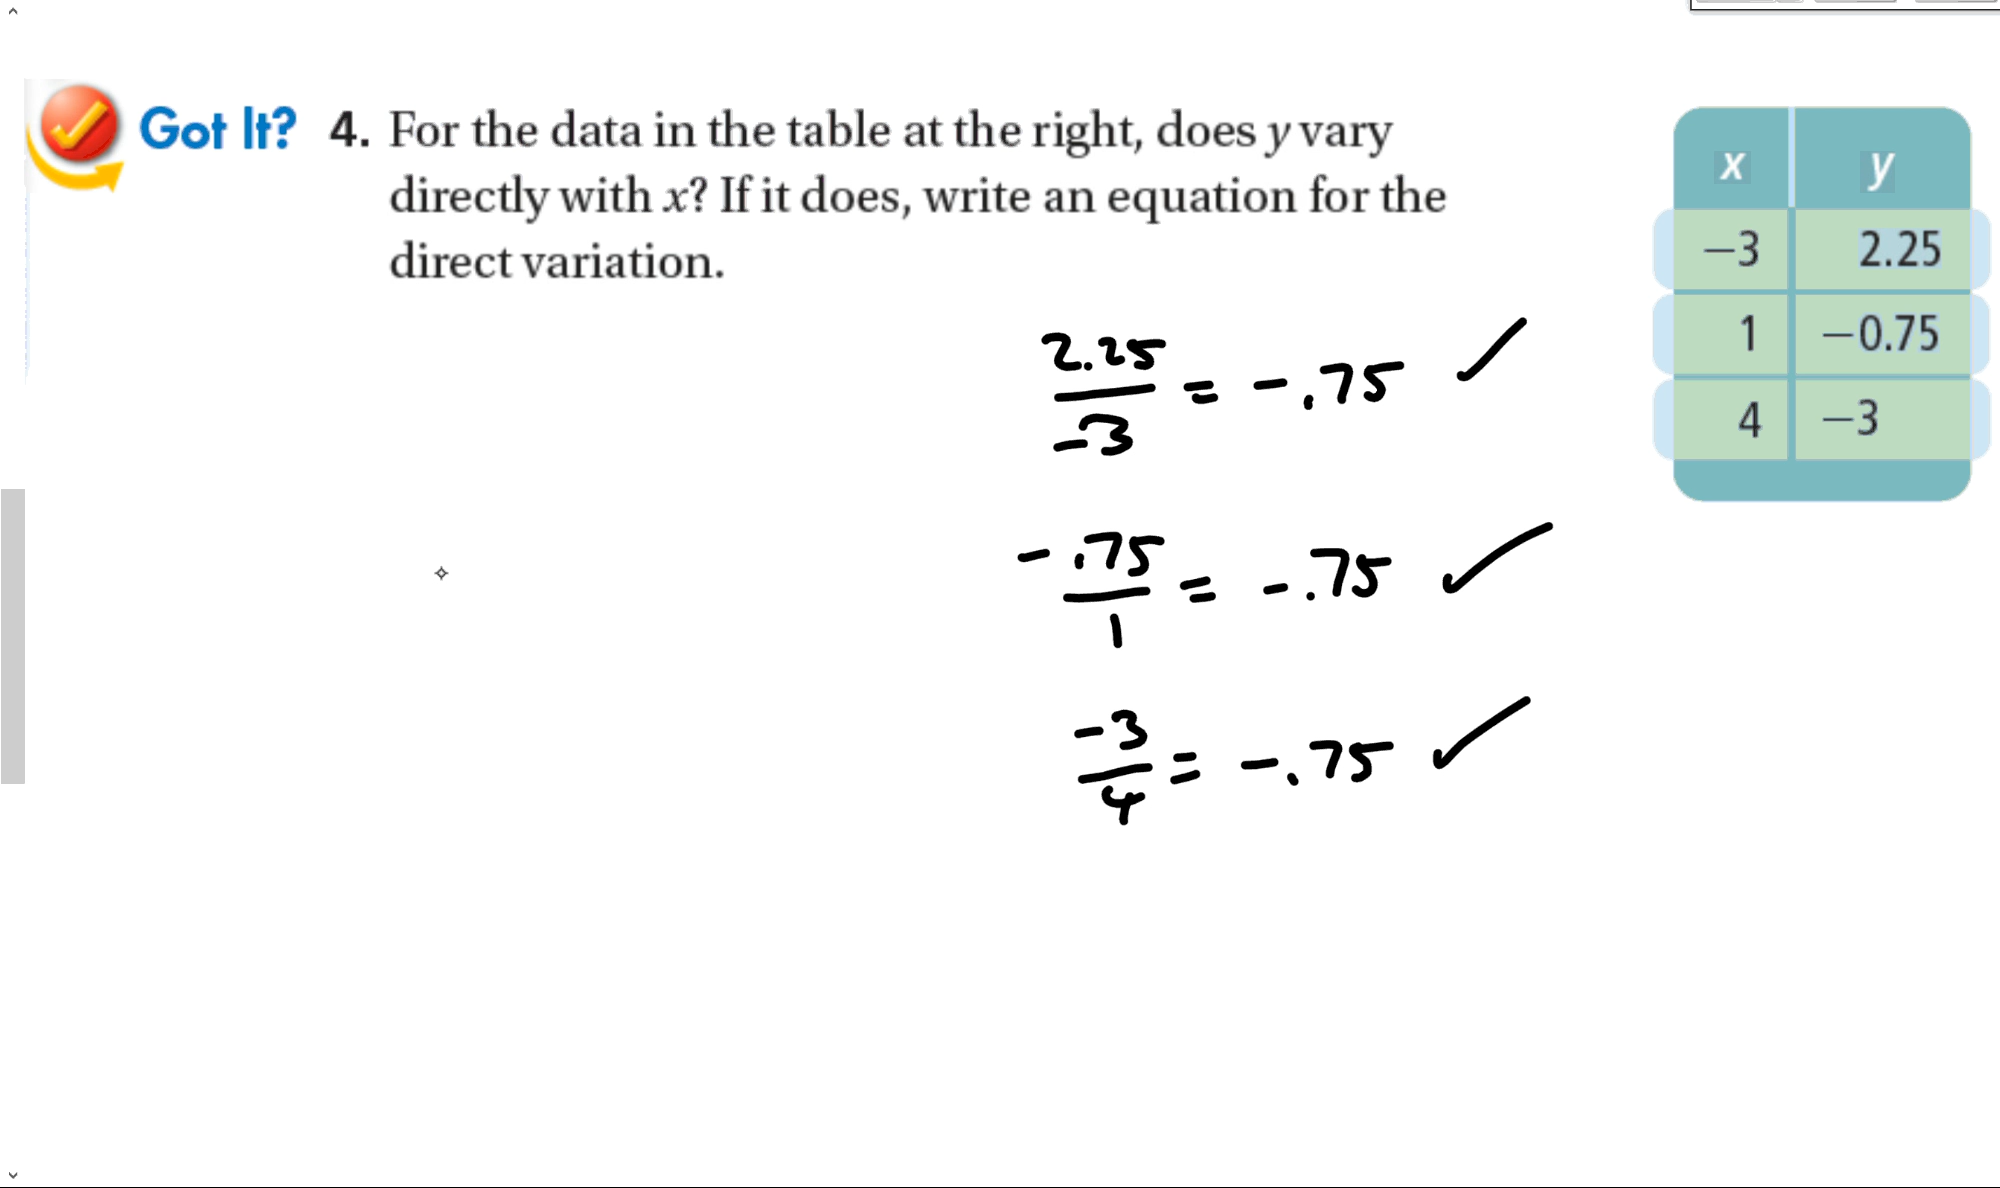 Got It? 4. For the data in the table at the right, does y vary
directly with x? If it does, write an equation for the
direct variation.
x y
−3 2.25
1 −0.75
4 −3
2.25
— = -.75 ✓
-3
-.75
— = -.75 ✓
1
-3
— = -.75 ✓
4